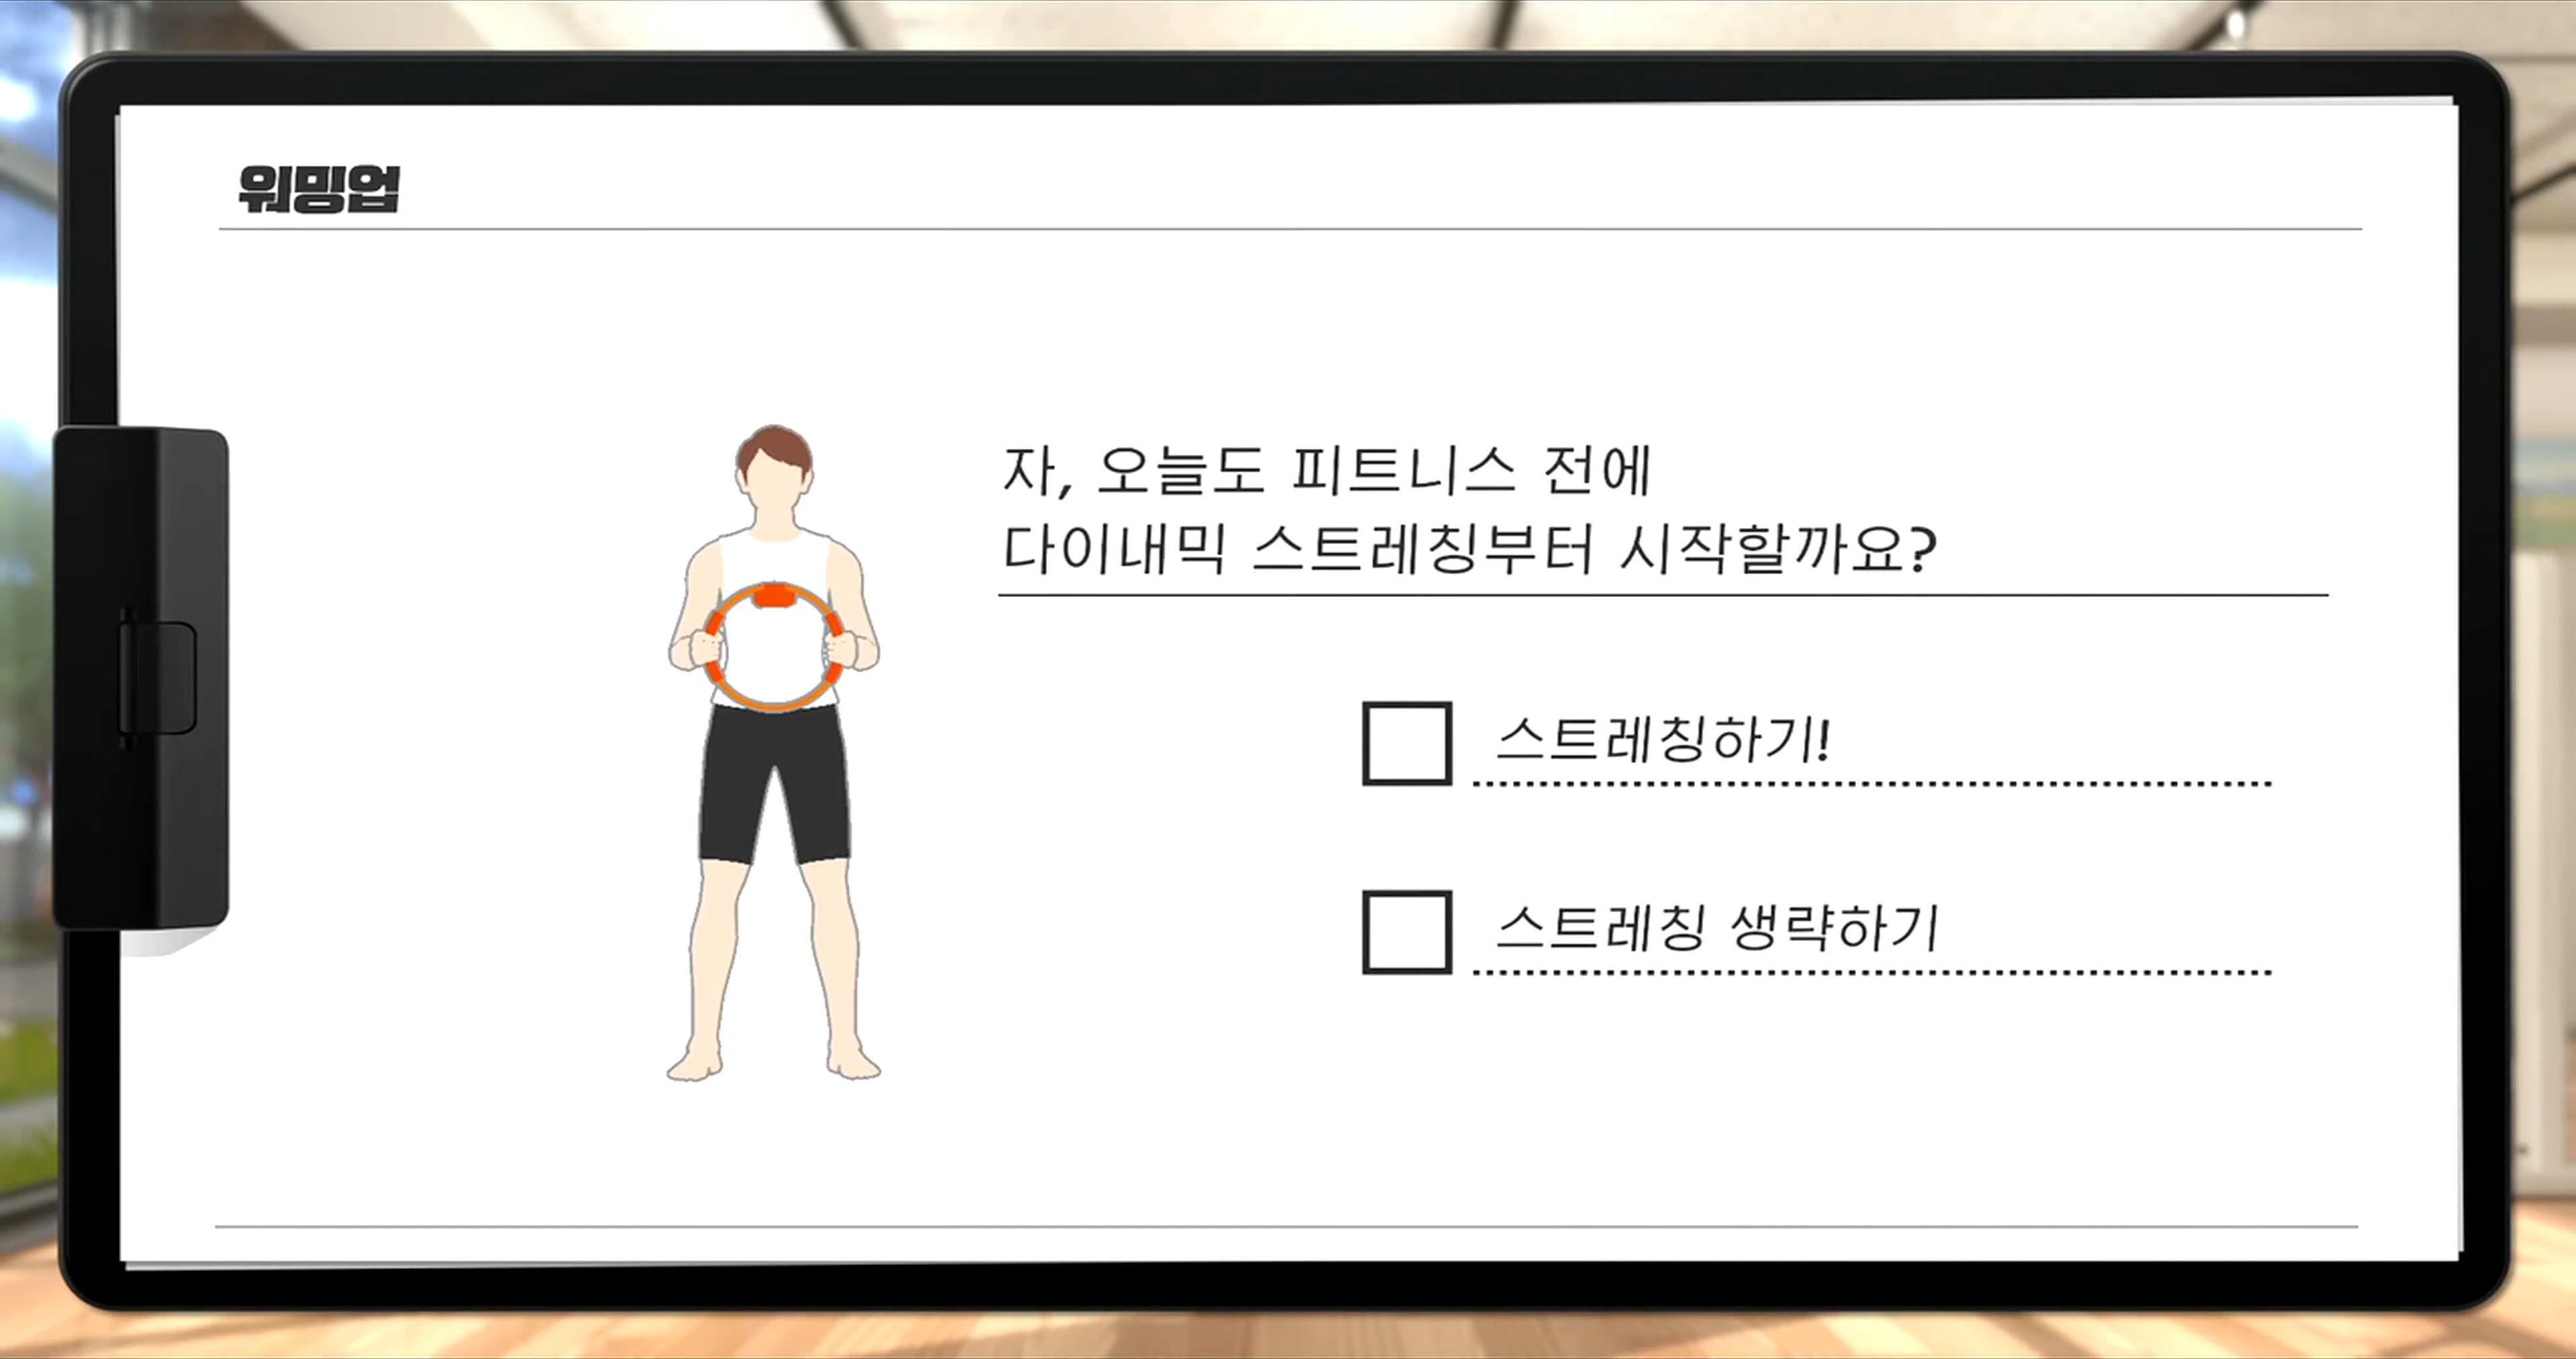 워밍업
자, 오늘도 피트니스 전에
다이내믹 스트레칭부터 시작할까요?
스트레칭하기!
스트레칭 생략하기